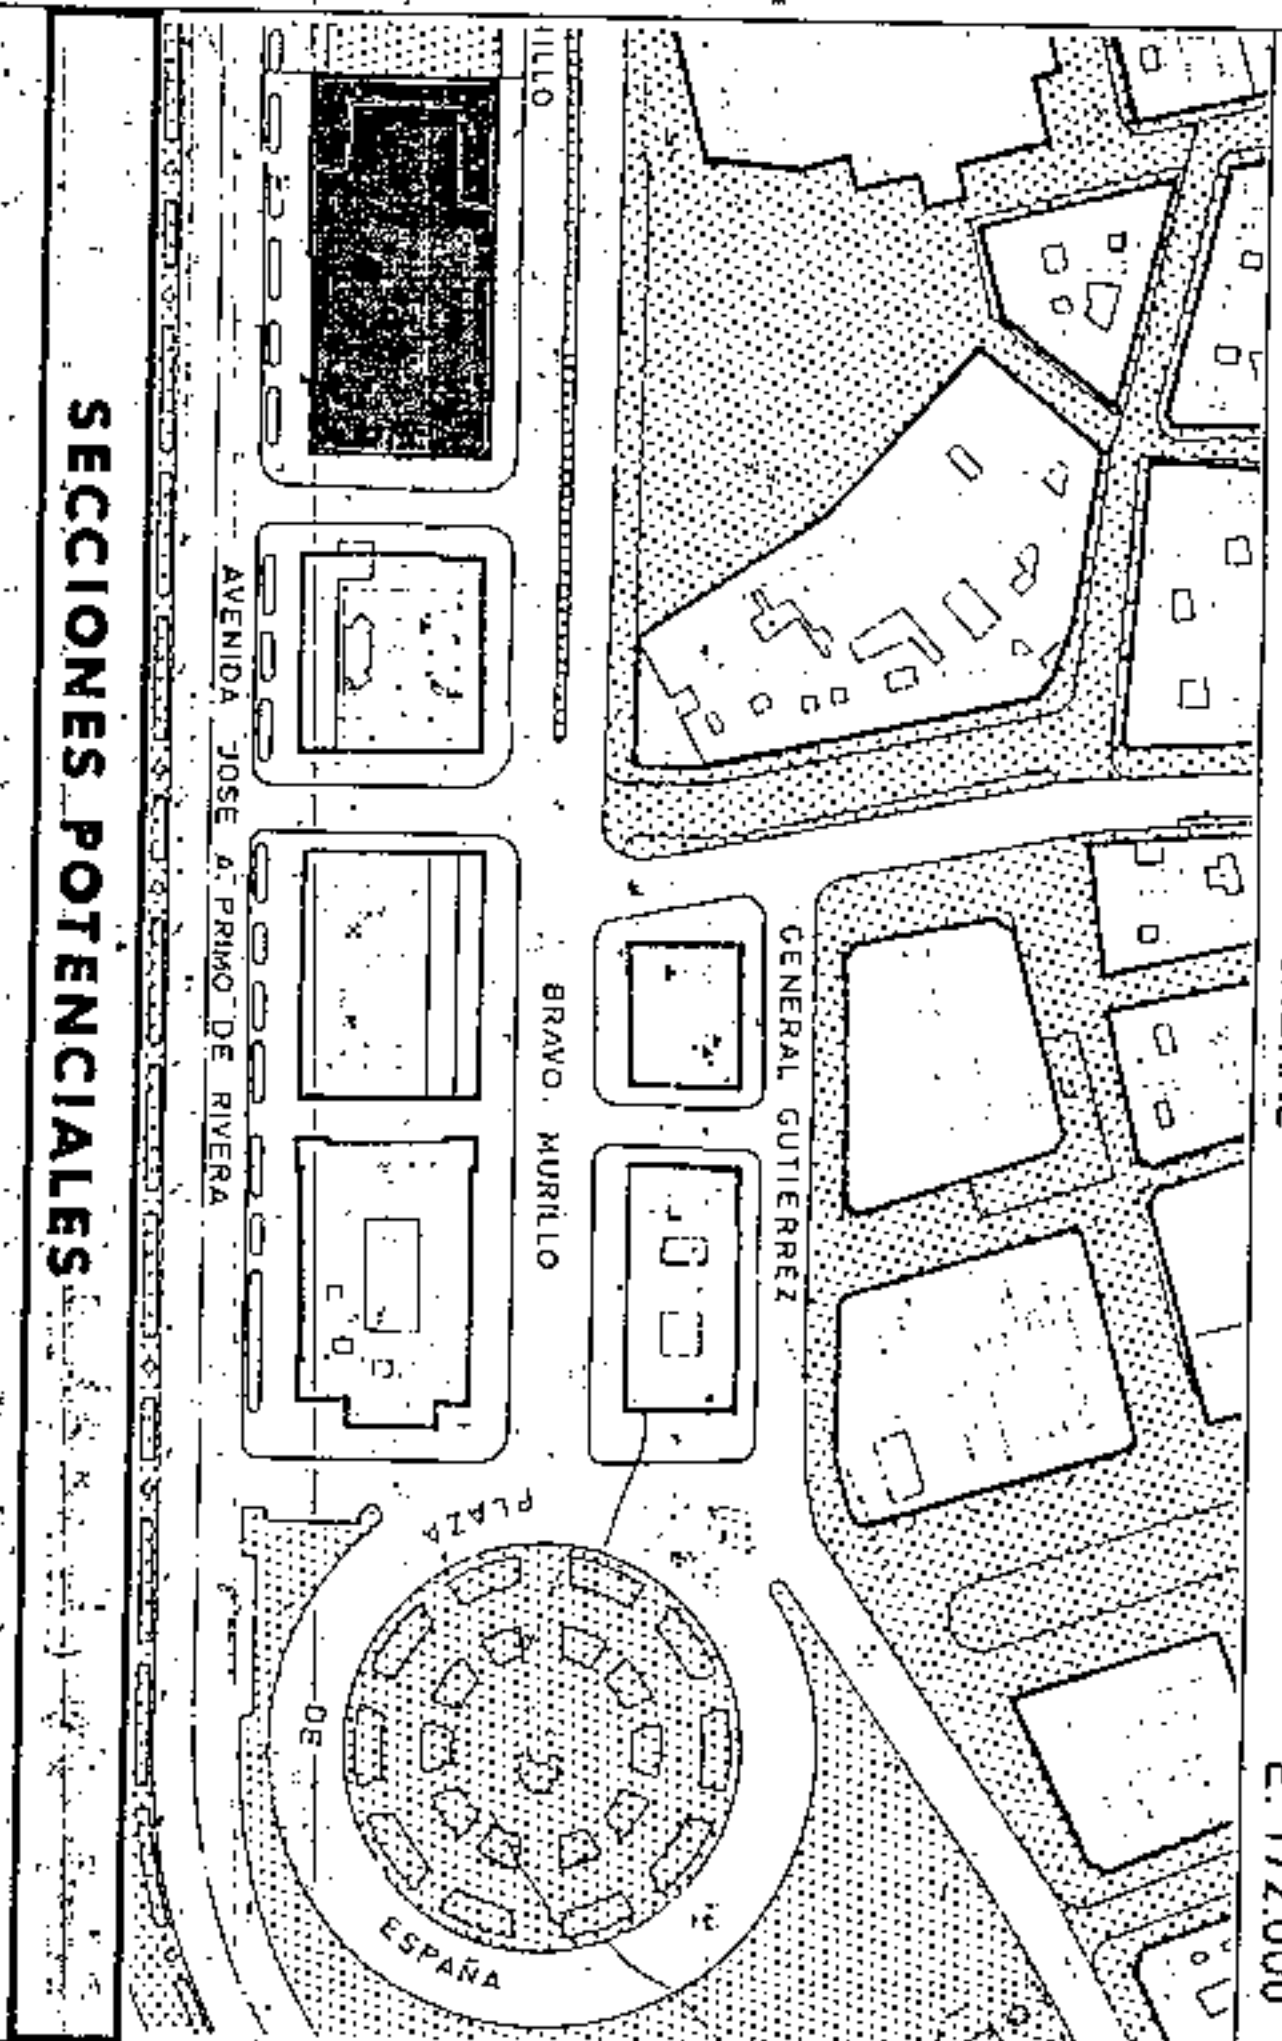 SECCIONES POTENCIALES
AVENIDA JOSE A. PRIMO DE RIVERA
BRAVO MURILLO
GENERAL GUTIERREZ
PLAZA
DE
ESPAÑA
ILLO